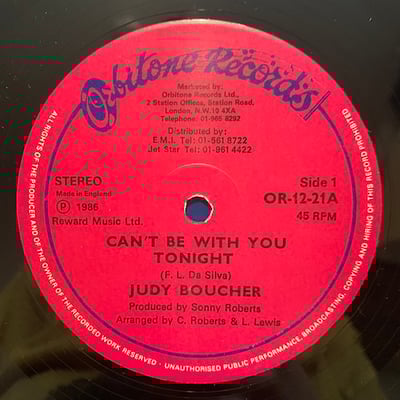 Orbitone Records
Marketed by:
Orbitone Records Ltd.,
2 Station Offices, Station Road,
London, N.W.10 4XA
Telephone: 01-965 8292
Distributed by:
E.M.I. Tel: 01-561 8722
Jet Star Tel: 01-961 4422
STEREO
Made in England
Ⓟ 1986
Reward Music Ltd.
Side 1
OR-12-21A
45 RPM
CAN'T BE WITH YOU
TONIGHT
(F. L. Da Silva)
JUDY BOUCHER
Produced by Sonny Roberts
Arranged by C. Roberts & L. Lewis
ALL RIGHTS OF THE PRODUCER AND OF THE OWNER OF THE RECORDED WORK RESERVED - UNAUTHORISED PUBLIC PERFORMANCE, BROADCASTING, COPYING AND HIRING OF THIS RECORD PROHIBITED